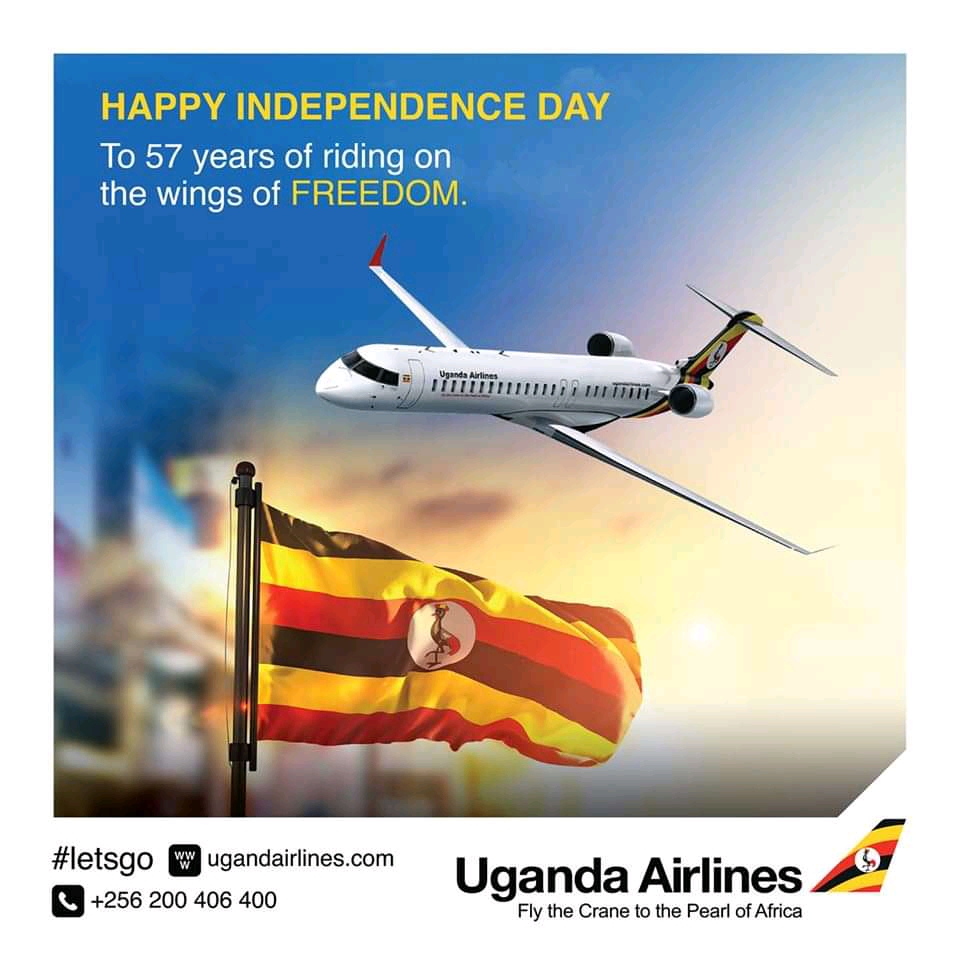 HAPPY INDEPENDENCE DAY
To 57 years of riding on
the wings of FREEDOM.
Uganda Airlines
#letsgo
WWW
ugandairlines.com
+256 200 406 400
Uganda Airlines
Fly the Crane to the Pearl of Africa